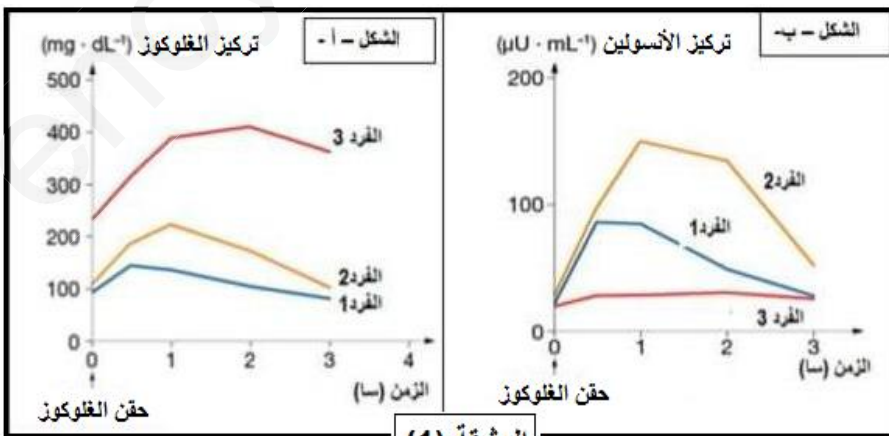 الشكل – أ -
تركيز الغلوكوز (mg · dL⁻¹)
500
400
300
200
100
0
0 1 2 3 4
الفرد 3
الفرد2
الفرد1
الزمن (سا)
حقن الغلوكوز
الشكل – ب-
تركيز الأنسولين (µU · mL⁻¹)
200
100
0
0 1 2 3
الفرد2
الفرد1
الفرد 3
الزمن (سا)
حقن الغلوكوز